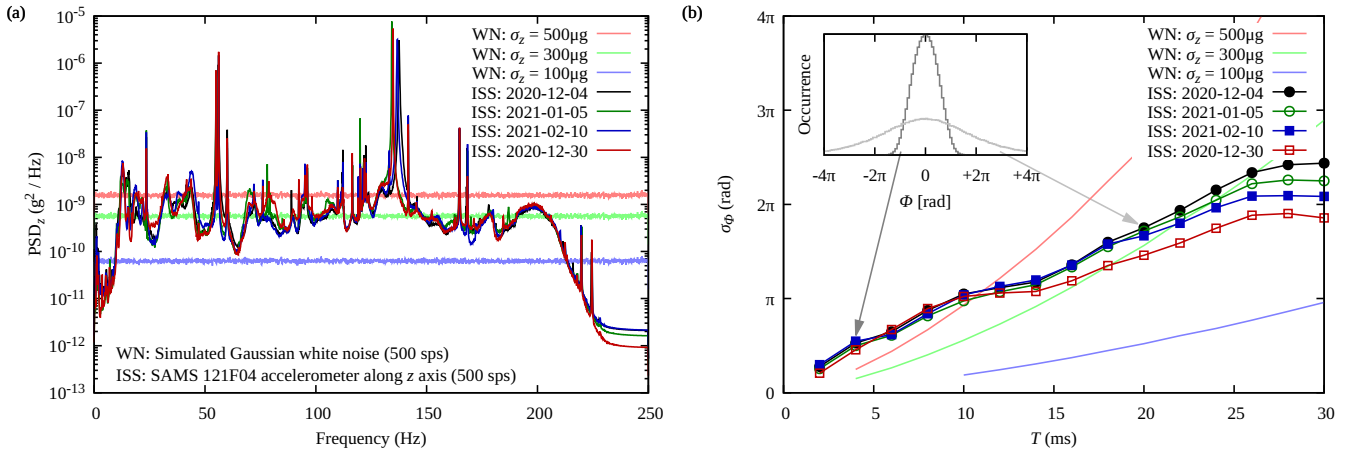 (a)
10⁻⁵
10⁻⁶
10⁻⁷
10⁻⁸
10⁻⁹
10⁻¹⁰
10⁻¹¹
10⁻¹²
10⁻¹³
PSD_z (g² / Hz)
WN: σ_z = 500μg
WN: σ_z = 300μg
WN: σ_z = 100μg
ISS: 2020-12-04
ISS: 2021-01-05
ISS: 2021-02-10
ISS: 2020-12-30
WN: Simulated Gaussian white noise (500 sps)
ISS: SAMS 121F04 accelerometer along z axis (500 sps)
0 50 100 150 200 250
Frequency (Hz)
(b)
4π
3π
2π
π
0
σ_Φ (rad)
Occurrence
-4π -2π 0 +2π +4π
Φ [rad]
WN: σ_z = 500μg
WN: σ_z = 300μg
WN: σ_z = 100μg
ISS: 2020-12-04
ISS: 2021-01-05
ISS: 2021-02-10
ISS: 2020-12-30
0 5 10 15 20 25 30
T (ms)